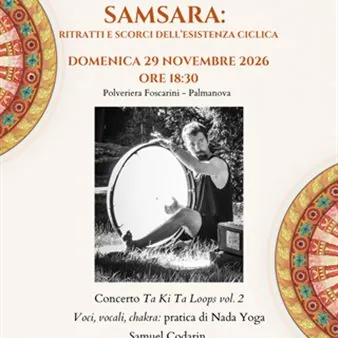 SAMSARA:
RITRATTI E SCORCI DELL'ESISTENZA CICLICA
DOMENICA 29 NOVEMBRE 2026
ORE 18:30
Polveriera Foscarini - Palmanova
Concerto Ta Ki Ta Loops vol. 2
Voci, vocali, chakra: pratica di Nada Yoga
Samuel Codarin